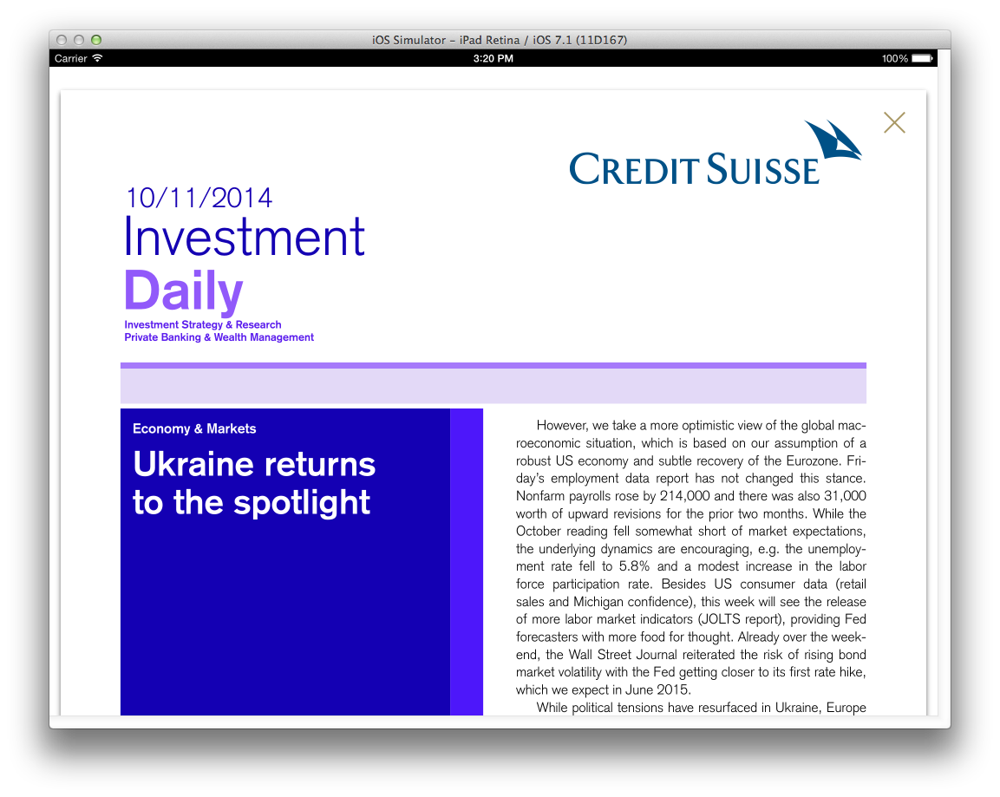 iOS Simulator – iPad Retina / iOS 7.1 (11D167)
Carrier 3:20 PM 100%
CREDIT SUISSE
10/11/2014
Investment
Daily
Investment Strategy & Research
Private Banking & Wealth Management
Economy & Markets
Ukraine returns
to the spotlight
However, we take a more optimistic view of the global mac-
roeconomic situation, which is based on our assumption of a
robust US economy and subtle recovery of the Eurozone. Fri-
day’s employment data report has not changed this stance.
Nonfarm payrolls rose by 214,000 and there was also 31,000
worth of upward revisions for the prior two months. While the
October reading fell somewhat short of market expectations,
the underlying dynamics are encouraging, e.g. the unemploy-
ment rate fell to 5.8% and a modest increase in the labor
force participation rate. Besides US consumer data (retail
sales and Michigan confidence), this week will see the release
of more labor market indicators (JOLTS report), providing Fed
forecasters with more food for thought. Already over the week-
end, the Wall Street Journal reiterated the risk of rising bond
market volatility with the Fed getting closer to its first rate hike,
which we expect in June 2015.
While political tensions have resurfaced in Ukraine, Europe